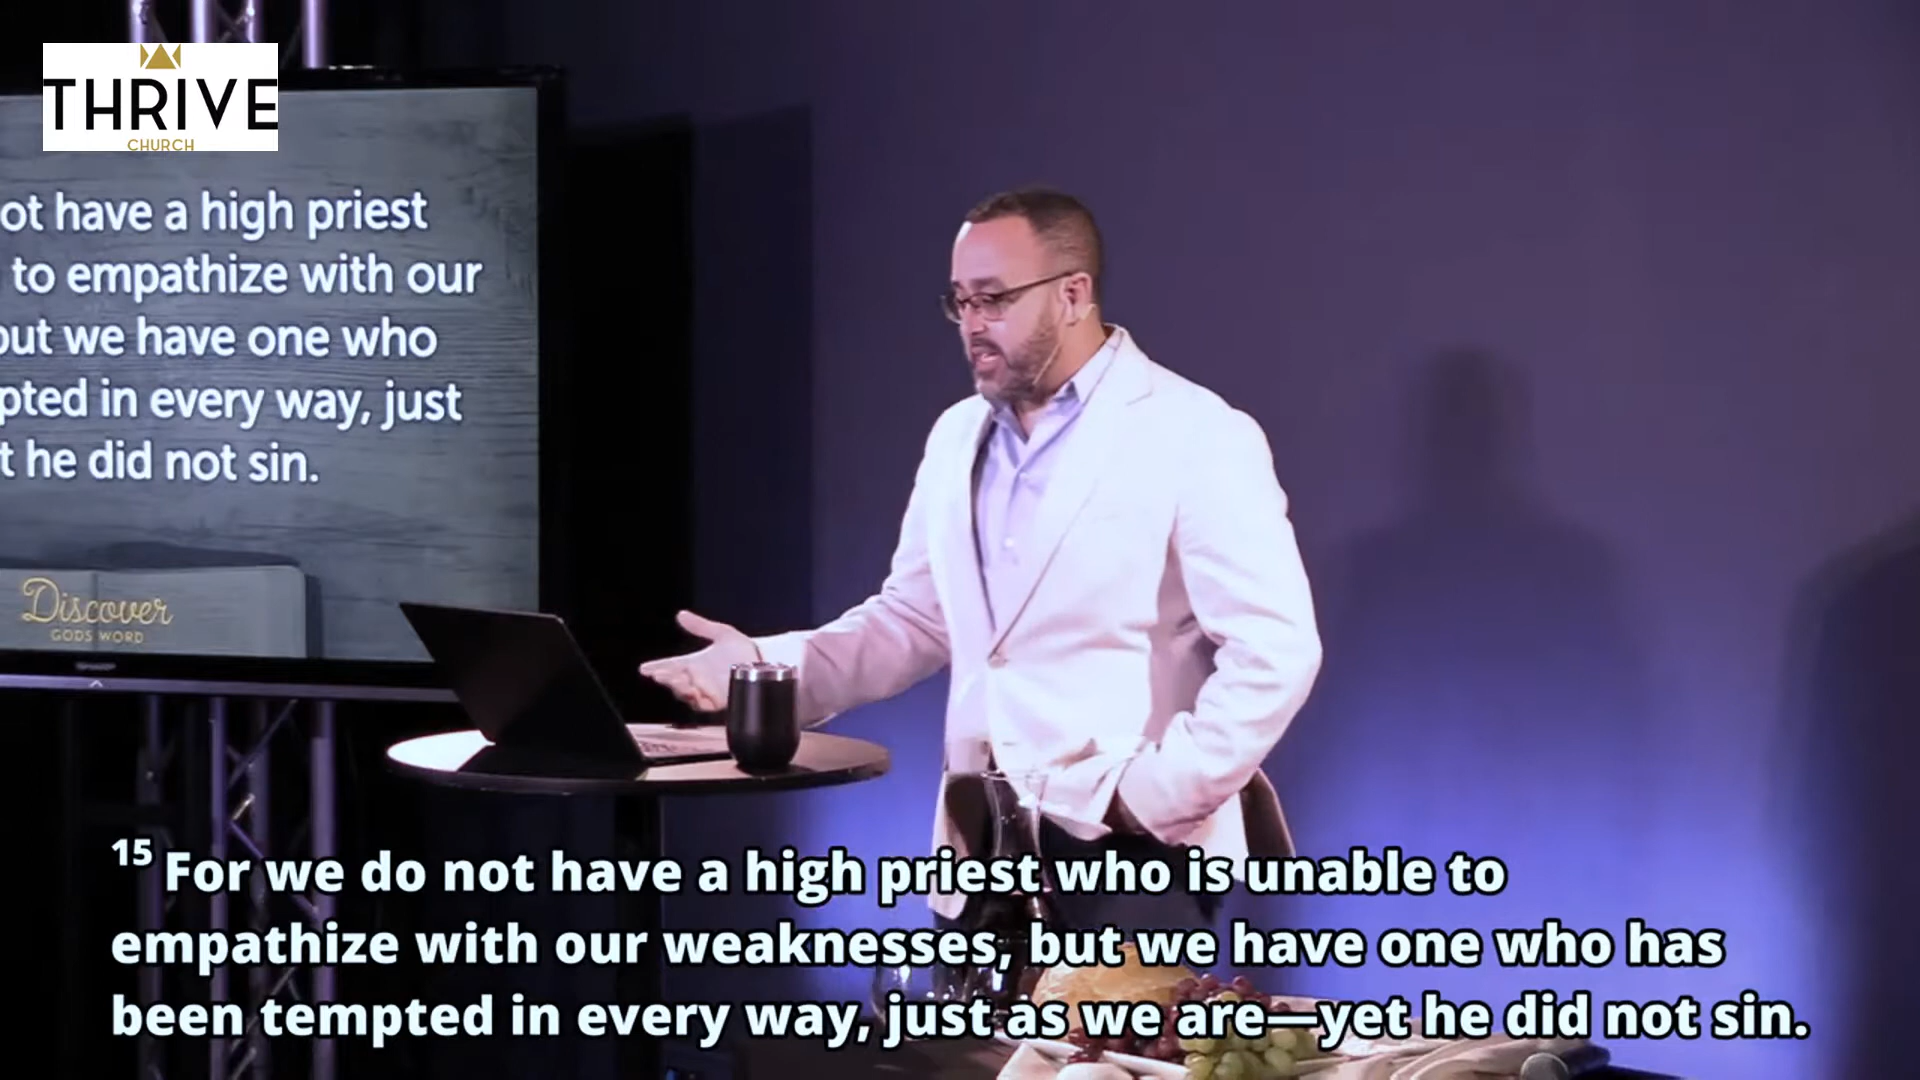 THRIVE
CHURCH
ot have a high priest
to empathize with our
but we have one who
pted in every way, just
t he did not sin.
Discover
GODS WORD
SHARP
15 For we do not have a high priest who is unable to
empathize with our weaknesses, but we have one who has
been tempted in every way, just as we are—yet he did not sin.